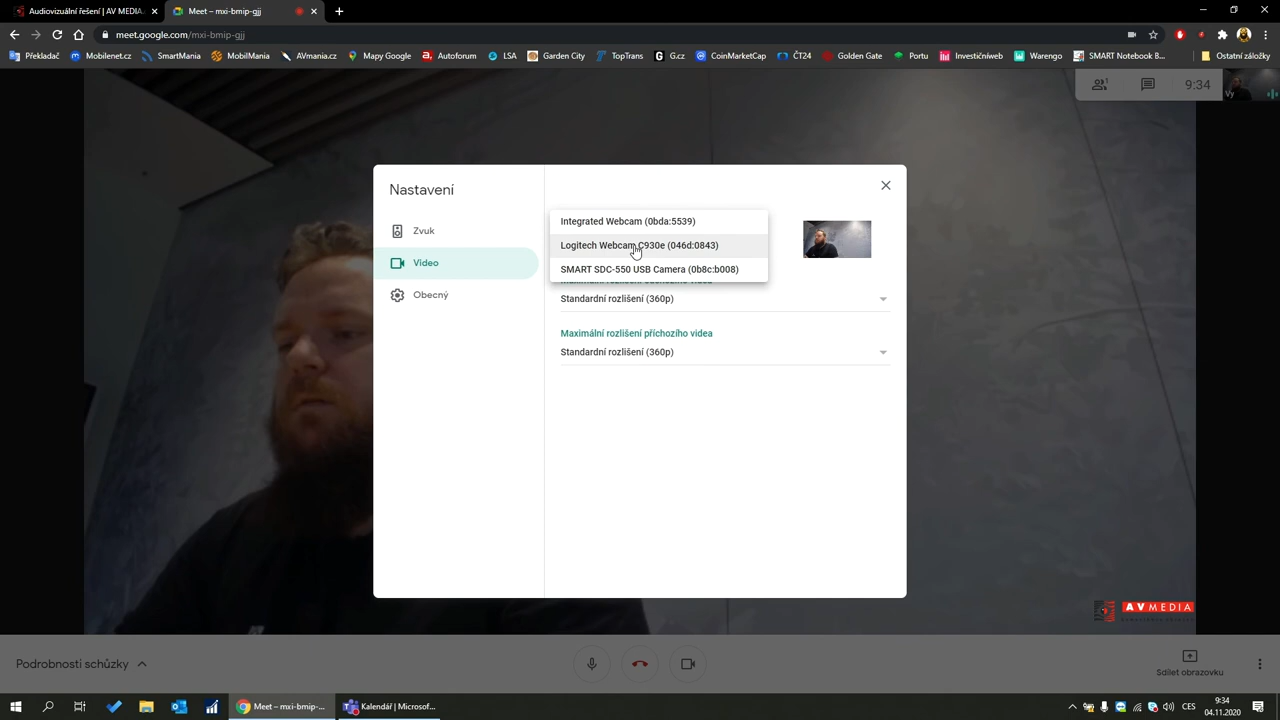 Audiovizuální řešení | AV MEDIA
Meet – mxi-bmip-gjj
meet.google.com/mxi-bmip-gjj
Překladač
Mobilenet.cz
SmartMania
AVmania.cz
Mapy Google
Autoforum
LSA
Garden City
TopTrans
G.cz
CoinMarketCap
ČT24
Golden Gate
Portu
Investičníweb
Warengo
SMART Notebook B...
Ostatní záložky
1
9:34
Vy
Nastavení
Zvuk
Video
Obecný
Integrated Webcam (0bda:5539)
Logitech Webcam C930e (046d:0843)
SMART SDC-550 USB Camera (0b8c:b008)
Standardní rozlišení (360p)
Maximální rozlišení příchozího videa
Standardní rozlišení (360p)
AV MEDIA
Podrobnosti schůzky
Sdílet obrazovku
Meet – mxi-bmip-...
Kalendář | Microsof...
CES
9:34
04.11.2020